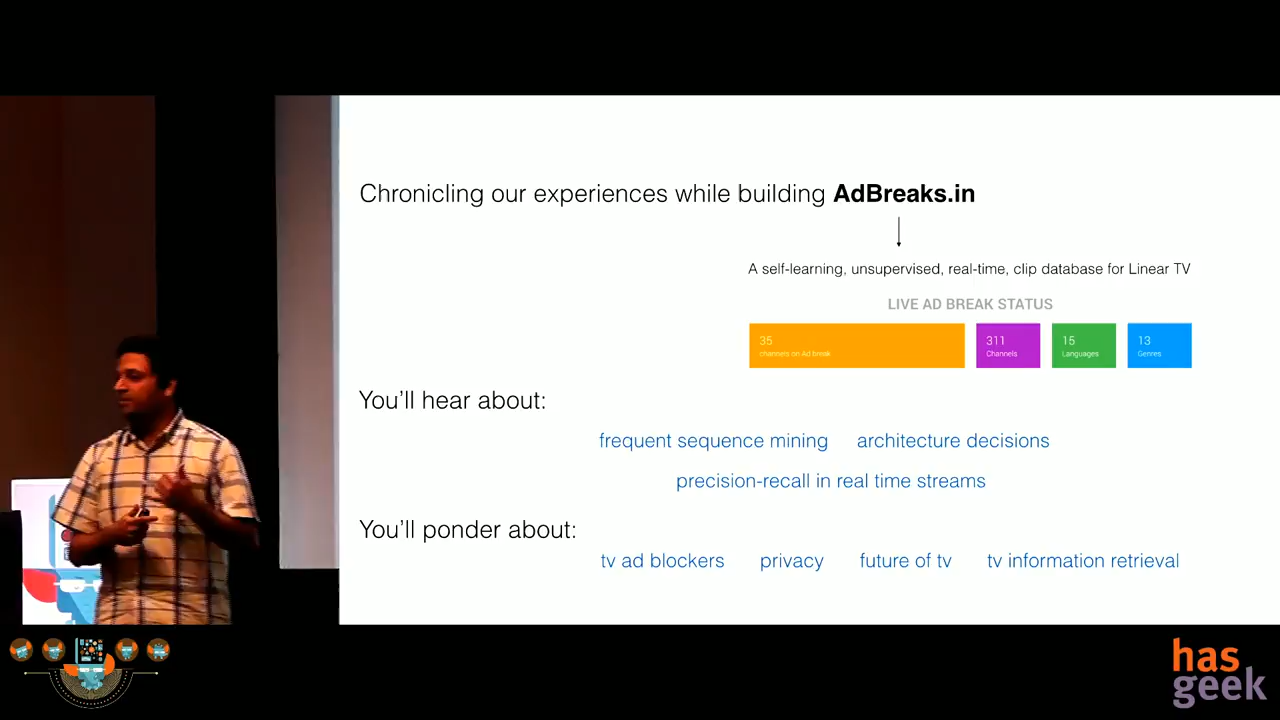 Chronicling our experiences while building AdBreaks.in
A self-learning, unsupervised, real-time, clip database for Linear TV
LIVE AD BREAK STATUS
35 311 15 13
channels on Ad break Channels Languages Genres
You'll hear about:
frequent sequence mining architecture decisions
precision-recall in real time streams
You'll ponder about:
tv ad blockers privacy future of tv tv information retrieval
has
geek